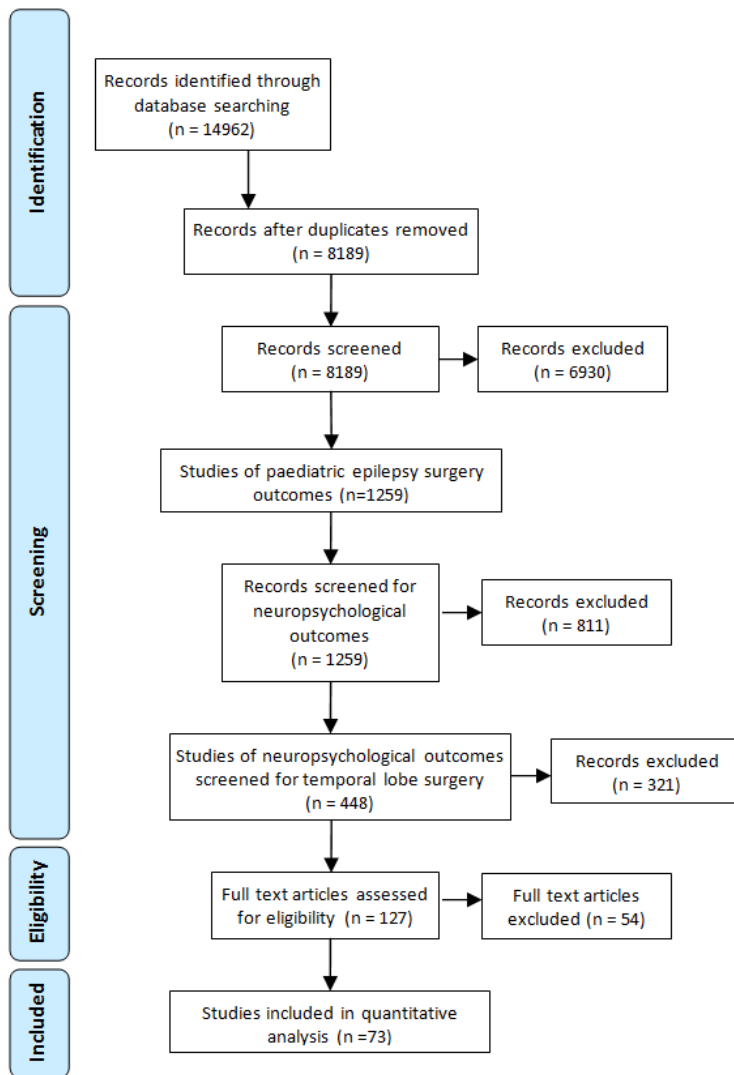 Identification
Records identified through
database searching
(n = 14962)
Records after duplicates removed
(n = 8189)
Screening
Records screened
(n = 8189)
Records excluded
(n = 6930)
Studies of paediatric epilepsy surgery
outcomes (n=1259)
Records screened for
neuropsychological
outcomes
(n = 1259)
Records excluded
(n = 811)
Studies of neuropsychological outcomes
screened for temporal lobe surgery
(n = 448)
Records excluded
(n = 321)
Eligibility
Full text articles assessed
for eligibility (n = 127)
Full text articles
excluded (n = 54)
Included
Studies included in quantitative
analysis (n =73)